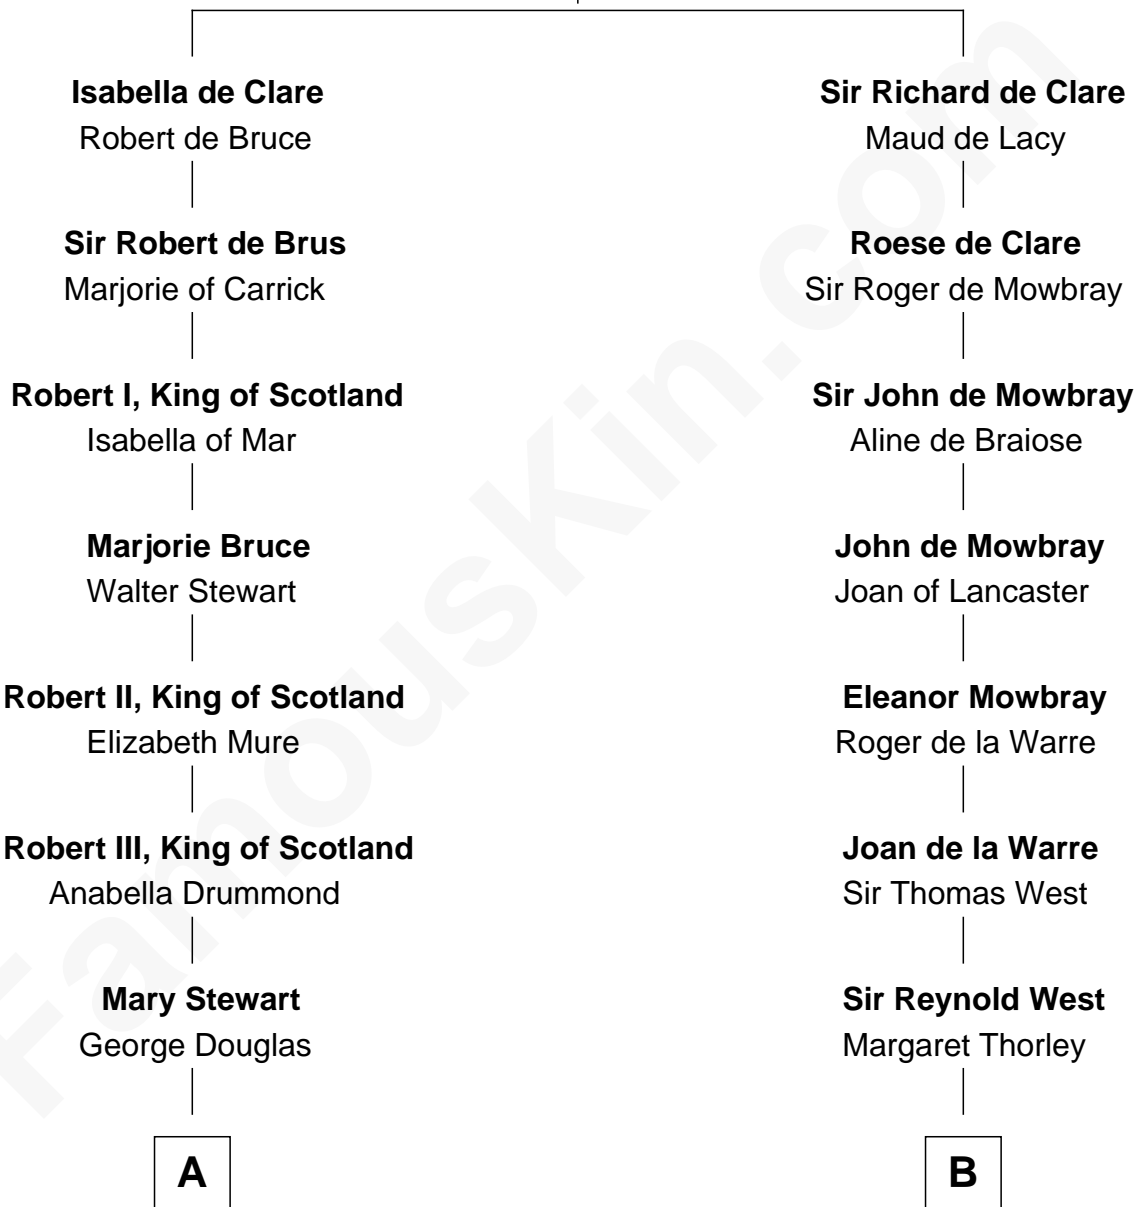 Isabella de Clare
Robert de Bruce
Sir Robert de Brus
Marjorie of Carrick
Robert I, King of Scotland
Isabella of Mar
Marjorie Bruce
Walter Stewart
Robert II, King of Scotland
Elizabeth Mure
Robert III, King of Scotland
Anabella Drummond
Mary Stewart
George Douglas
A
Sir Richard de Clare
Maud de Lacy
Roese de Clare
Sir Roger de Mowbray
Sir John de Mowbray
Aline de Braiose
John de Mowbray
Joan of Lancaster
Eleanor Mowbray
Roger de la Warre
Joan de la Warre
Sir Thomas West
Sir Reynold West
Margaret Thorley
B
FamousKin.com